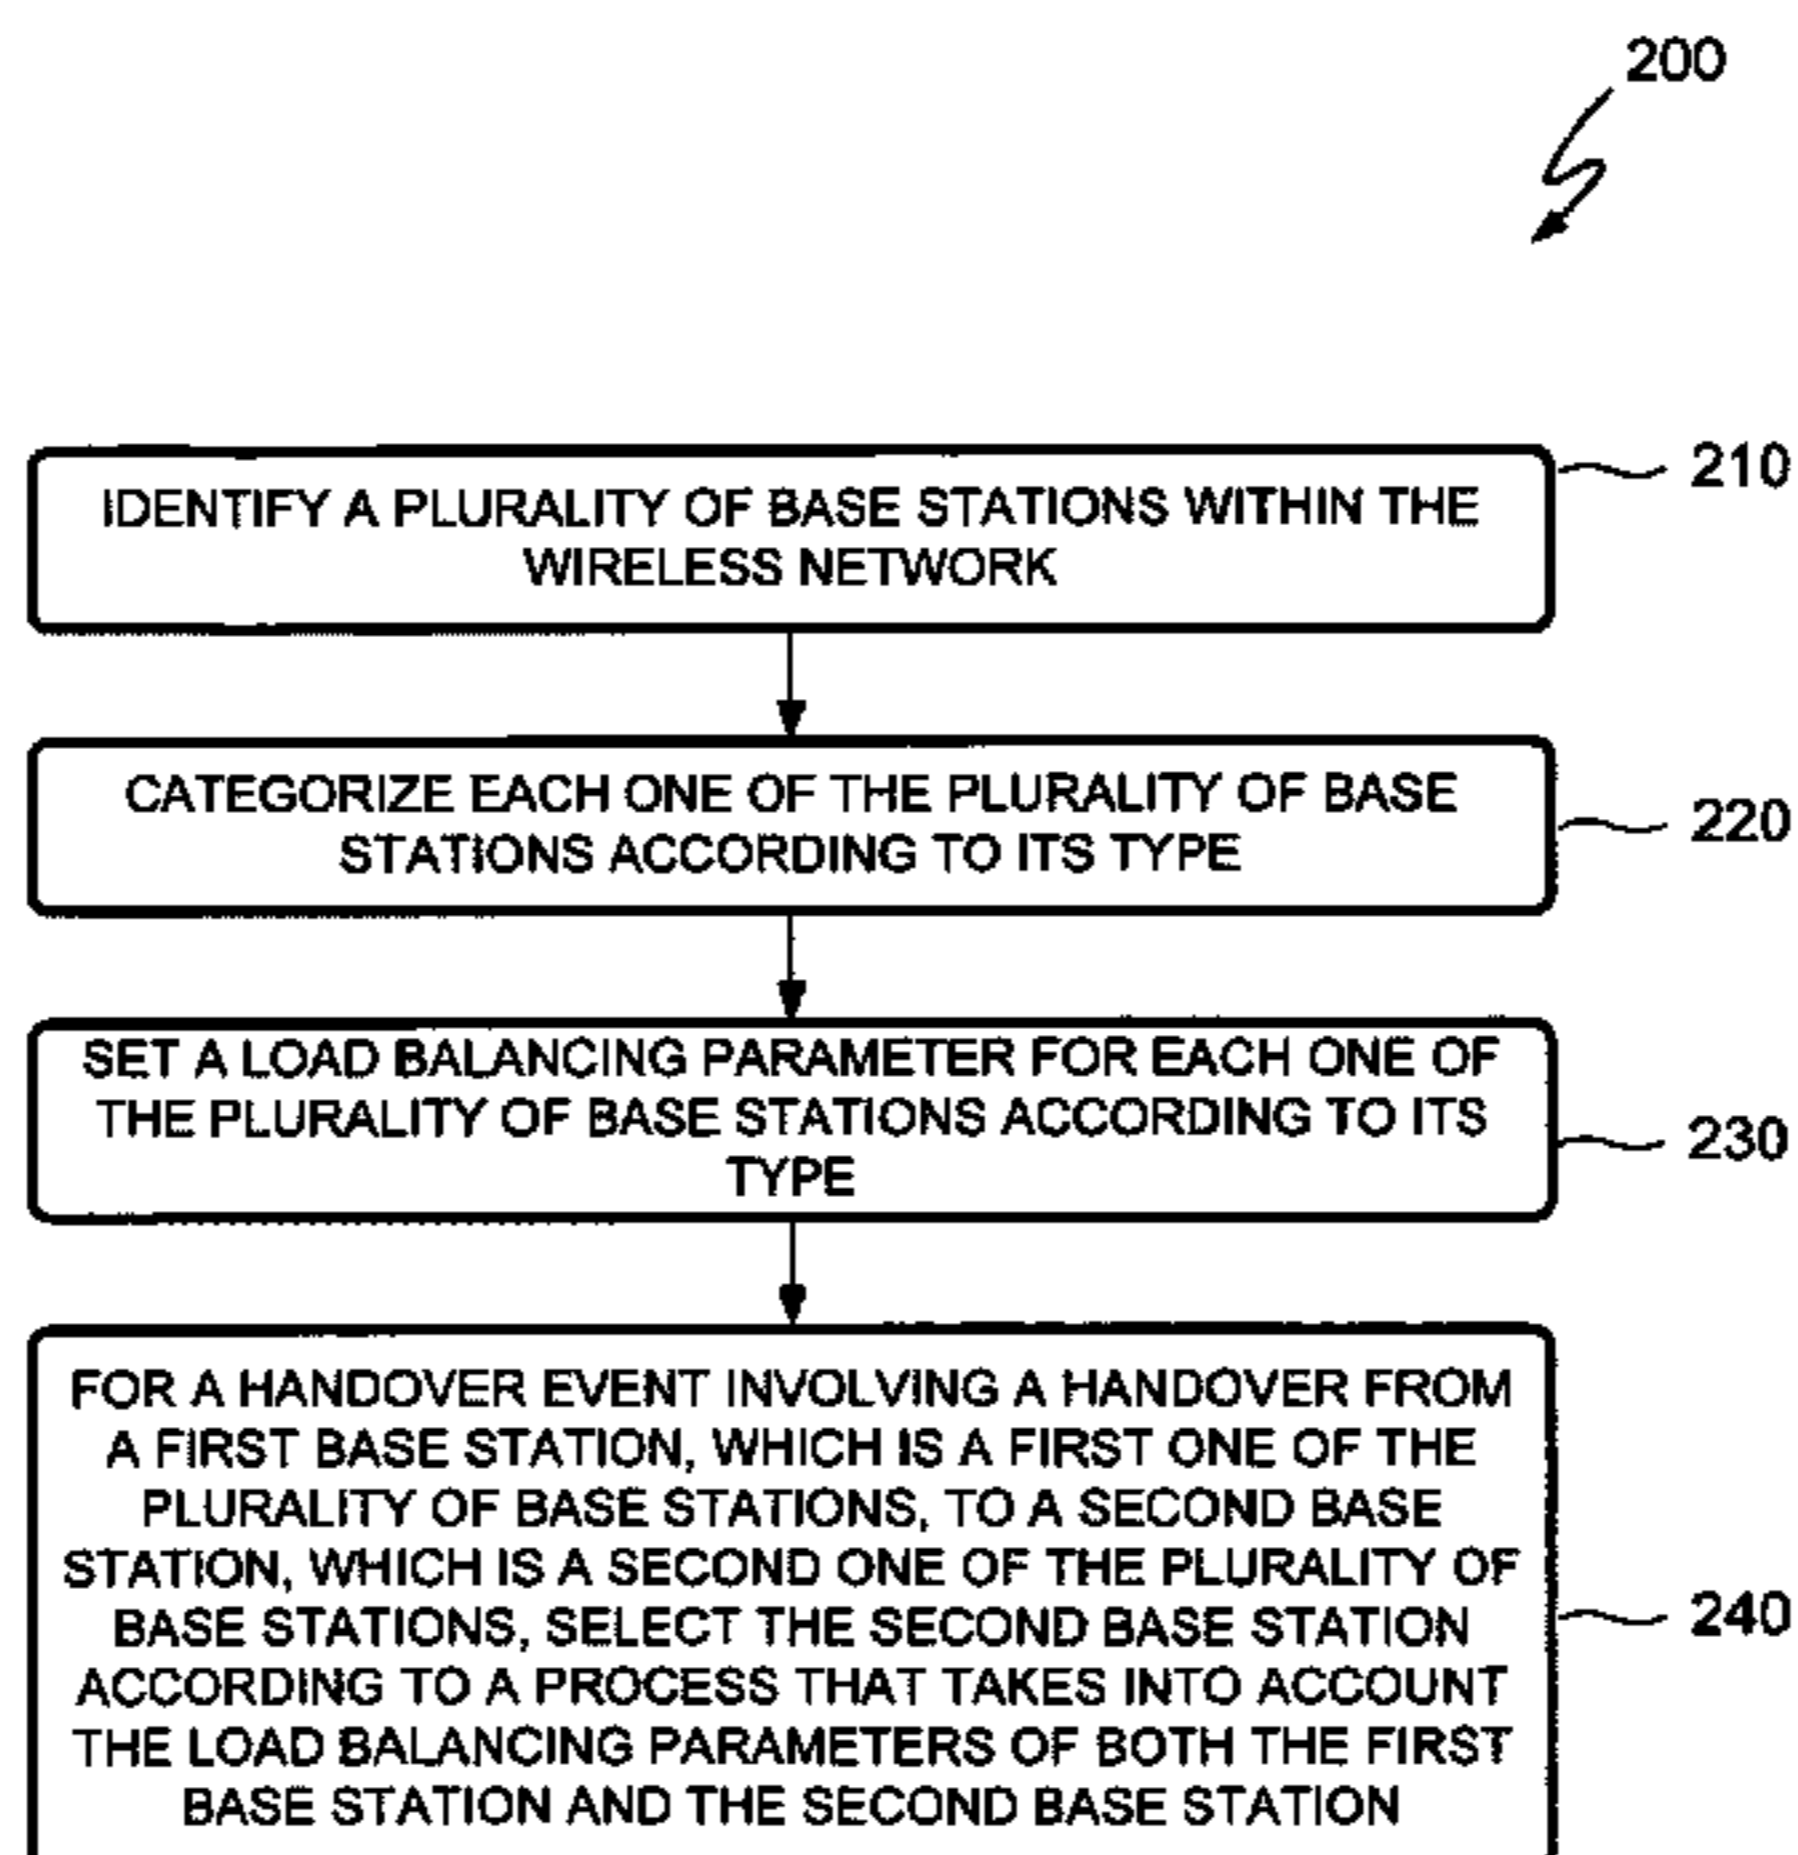 200
210
IDENTIFY A PLURALITY OF BASE STATIONS WITHIN THE
WIRELESS NETWORK
CATEGORIZE EACH ONE OF THE PLURALITY OF BASE
STATIONS ACCORDING TO ITS TYPE
220
SET A LOAD BALANCING PARAMETER FOR EACH ONE OF
THE PLURALITY OF BASE STATIONS ACCORDING TO ITS
TYPE
230
FOR A HANDOVER EVENT INVOLVING A HANDOVER FROM
A FIRST BASE STATION, WHICH IS A FIRST ONE OF THE
PLURALITY OF BASE STATIONS, TO A SECOND BASE
STATION, WHICH IS A SECOND ONE OF THE PLURALITY OF
BASE STATIONS, SELECT THE SECOND BASE STATION
ACCORDING TO A PROCESS THAT TAKES INTO ACCOUNT
THE LOAD BALANCING PARAMETERS OF BOTH THE FIRST
BASE STATION AND THE SECOND BASE STATION
240